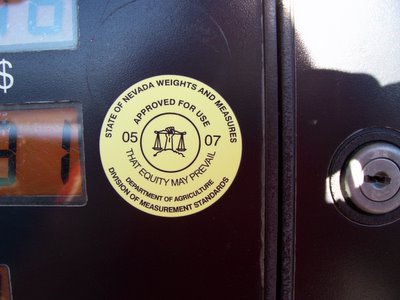 $
STATE OF NEVADA WEIGHTS AND MEASURES
APPROVED FOR USE
05 07
THAT EQUITY MAY PREVAIL
DEPARTMENT OF AGRICULTURE
DIVISION OF MEASUREMENT STANDARDS